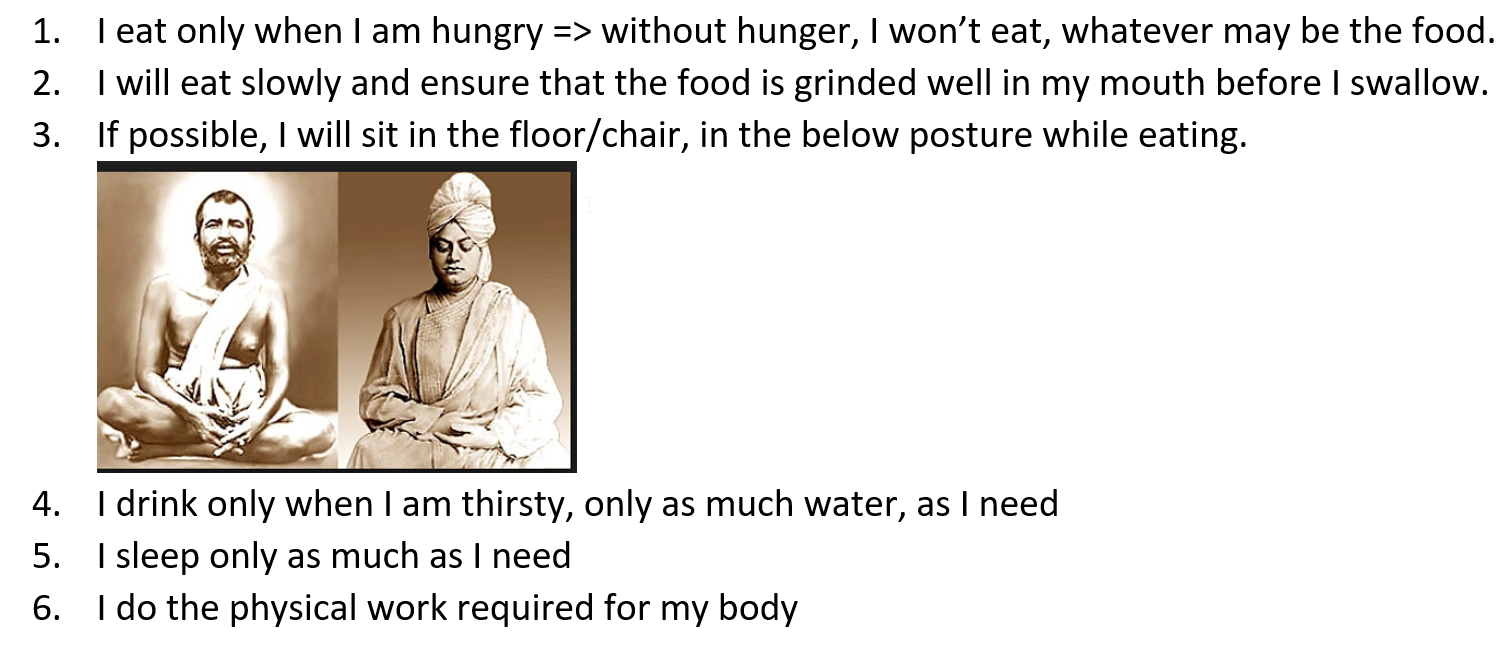 1. I eat only when I am hungry => without hunger, I won’t eat, whatever may be the food.
2. I will eat slowly and ensure that the food is grinded well in my mouth before I swallow.
3. If possible, I will sit in the floor/chair, in the below posture while eating.
4. I drink only when I am thirsty, only as much water, as I need
5. I sleep only as much as I need
6. I do the physical work required for my body